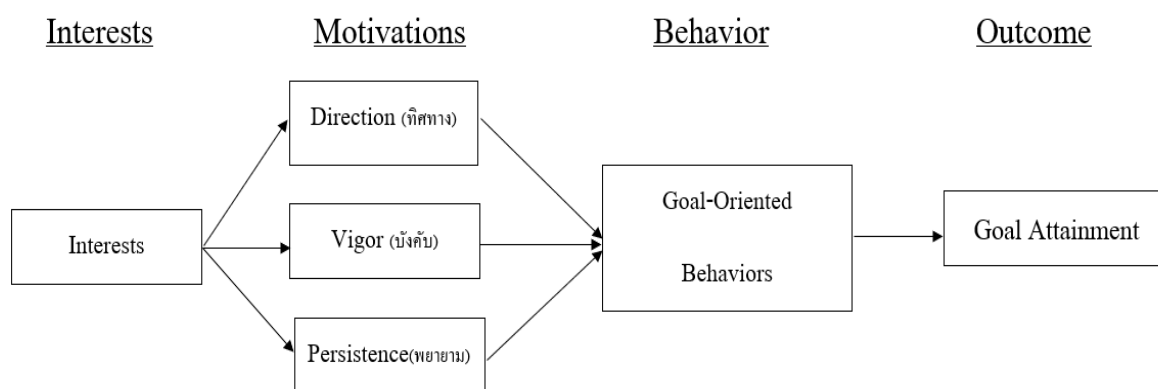 Interests
Motivations
Behavior
Outcome
Direction (ทิศทาง)
Interests
Vigor (บังคับ)
Persistence(พยายาม)
Goal-Oriented
Behaviors
Goal Attainment